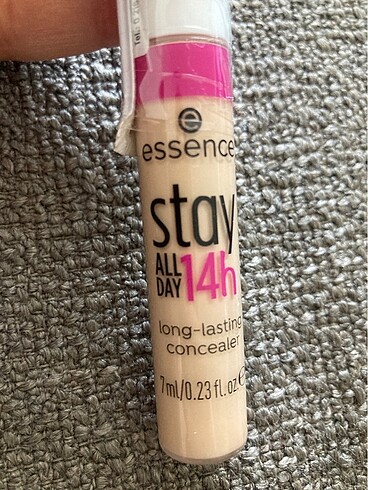 essence
stay
ALL
DAY 14h
long-lasting
concealer
7ml/0.23 fl.oz